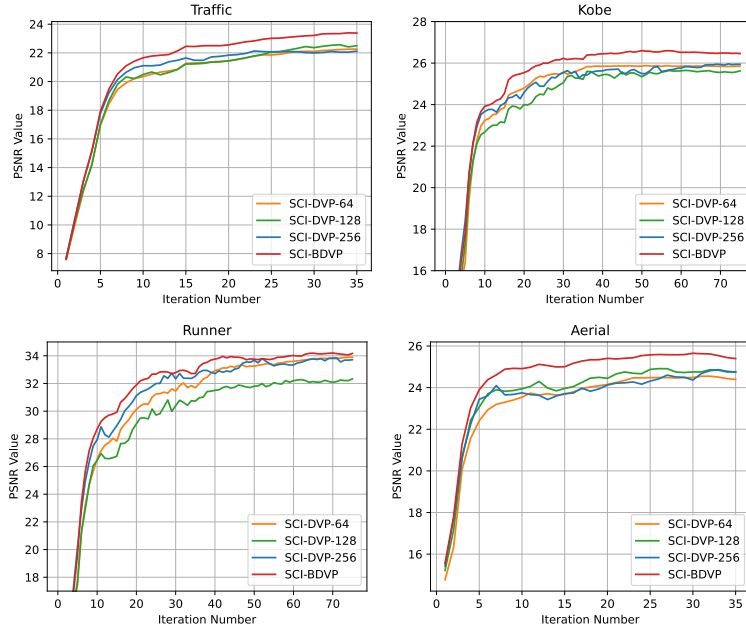 Traffic
PSNR Value
24
22
20
18
16
14
12
10
8
0 5 10 15 20 25 30 35
Iteration Number
SCI-DVP-64
SCI-DVP-128
SCI-DVP-256
SCI-BDVP
Kobe
PSNR Value
28
26
24
22
20
18
16
0 10 20 30 40 50 60 70
Iteration Number
SCI-DVP-64
SCI-DVP-128
SCI-DVP-256
SCI-BDVP
Runner
PSNR Value
34
32
30
28
26
24
22
20
18
0 10 20 30 40 50 60 70
Iteration Number
SCI-DVP-64
SCI-DVP-128
SCI-DVP-256
SCI-BDVP
Aerial
PSNR Value
26
24
22
20
18
16
0 5 10 15 20 25 30 35
Iteration Number
SCI-DVP-64
SCI-DVP-128
SCI-DVP-256
SCI-BDVP